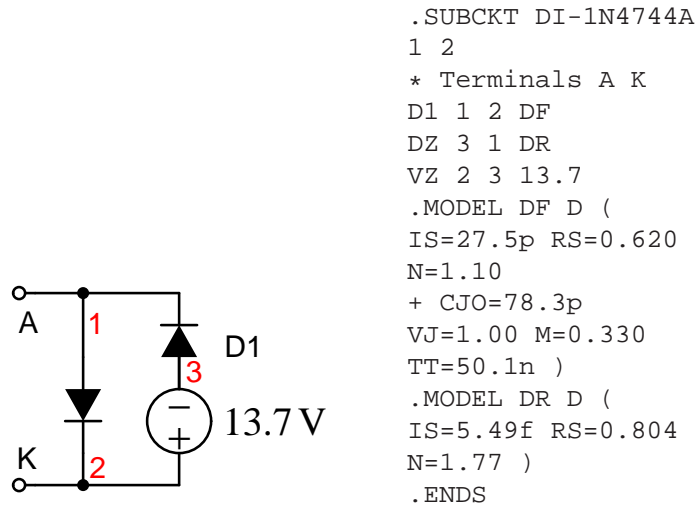 .SUBCKT DI-1N4744A
1 2
* Terminals A K
D1 1 2 DF
DZ 3 1 DR
VZ 2 3 13.7
.MODEL DF D (
IS=27.5p RS=0.620
N=1.10
+ CJO=78.3p
VJ=1.00 M=0.330
TT=50.1n )
.MODEL DR D (
IS=5.49f RS=0.804
N=1.77 )
.ENDS
A
1
D1
3
− 
+
13.7 V
K
2